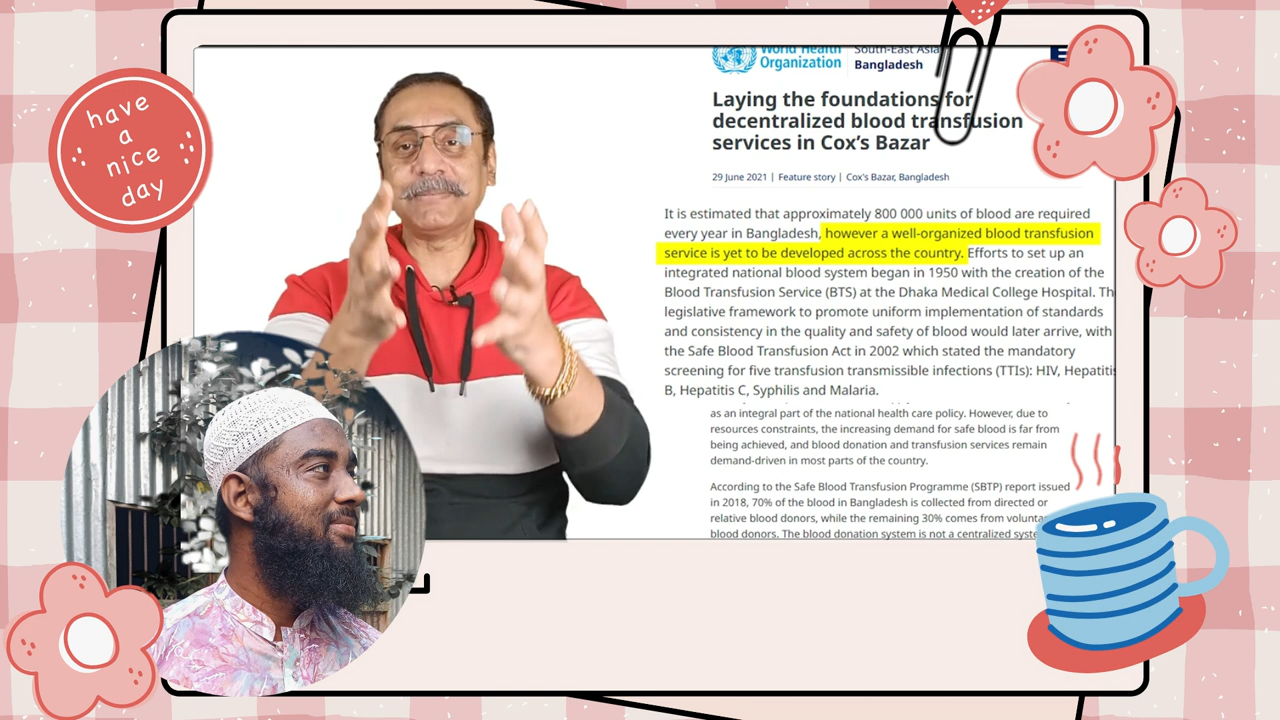 have
a
nice
day
World Health
Organization
South-East Asia
Bangladesh
Laying the foundations for
decentralized blood transfusion
services in Cox's Bazar
29 June 2021 | Feature story | Cox's Bazar, Bangladesh
It is estimated that approximately 800 000 units of blood are required
every year in Bangladesh, however a well-organized blood transfusion
service is yet to be developed across the country. Efforts to set up an
integrated national blood system began in 1950 with the creation of the
Blood Transfusion Service (BTS) at the Dhaka Medical College Hospital. Th
legislative framework to promote uniform implementation of standards
and consistency in the quality and safety of blood would later arrive, with
the Safe Blood Transfusion Act in 2002 which stated the mandatory
screening for five transfusion transmissible infections (TTIs): HIV, Hepatitis
B, Hepatitis C, Syphilis and Malaria.
as an integral part of the national health care policy. However, due to
resources constraints, the increasing demand for safe blood is far from
being achieved, and blood donation and transfusion services remain
demand-driven in most parts of the country.
According to the Safe Blood Transfusion Programme (SBTP) report issued
in 2018, 70% of the blood in Bangladesh is collected from directed or
relative blood donors, while the remaining 30% comes from volunta
blood donors. The blood donation system is not a centralized syste